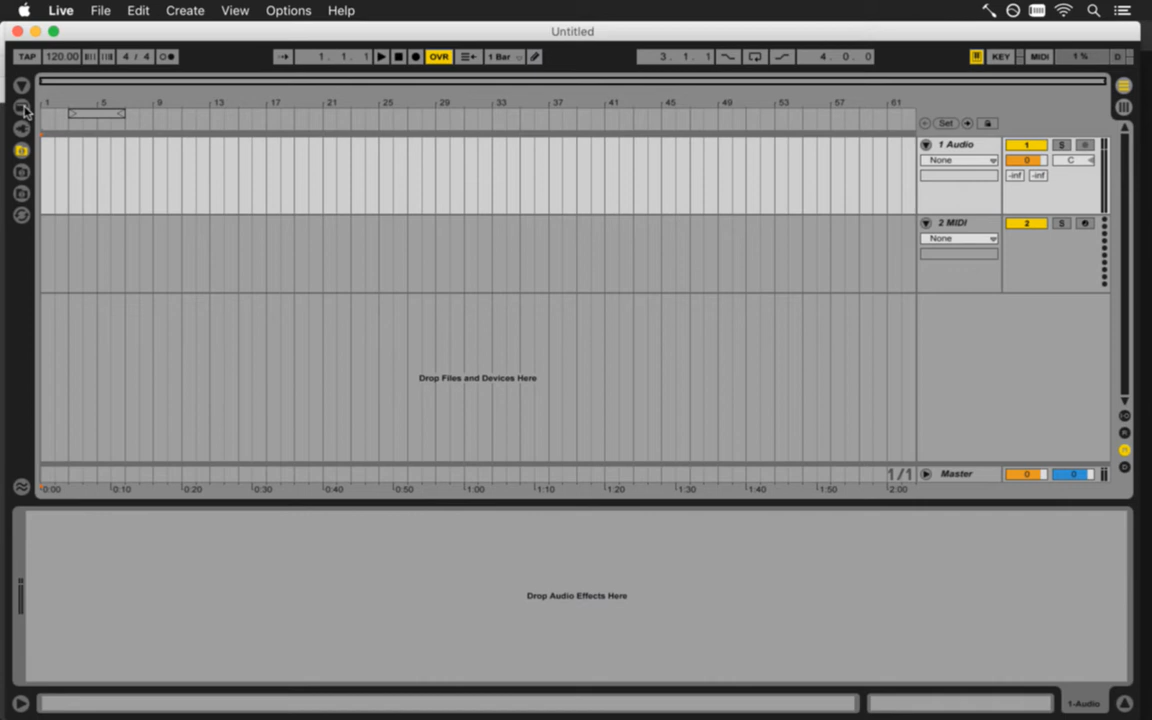 Live File Edit Create View Options Help
Untitled
TAP 120.00 4 / 4 1. 1. 1 OVR 1 Bar 3. 1. 1 4. 0. 0 KEY MIDI 1 % D
1 5 9 13 17 21 25 29 33 37 41 45 49 53 57 61
Set
1 Audio 1 S
None 0 C
-inf -inf
2 MIDI 2 S
None
Drop Files and Devices Here
1/1 Master 0 0
0:00 0:10 0:20 0:30 0:40 0:50 1:00 1:10 1:20 1:30 1:40 1:50 2:00
Drop Audio Effects Here
1-Audio